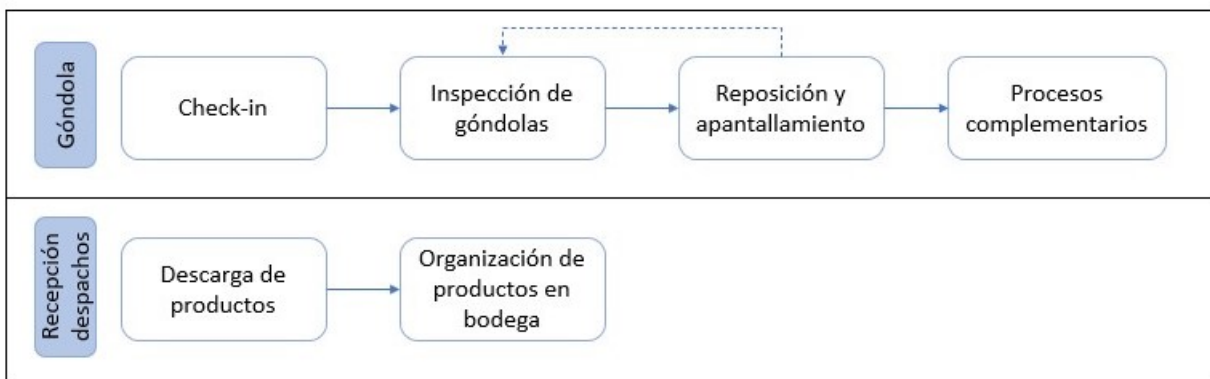 Góndola
Check-in
Inspección de
góndolas
Reposición y
apantallamiento
Procesos
complementarios
Recepción
despachos
Descarga de
productos
Organización de
productos en
bodega